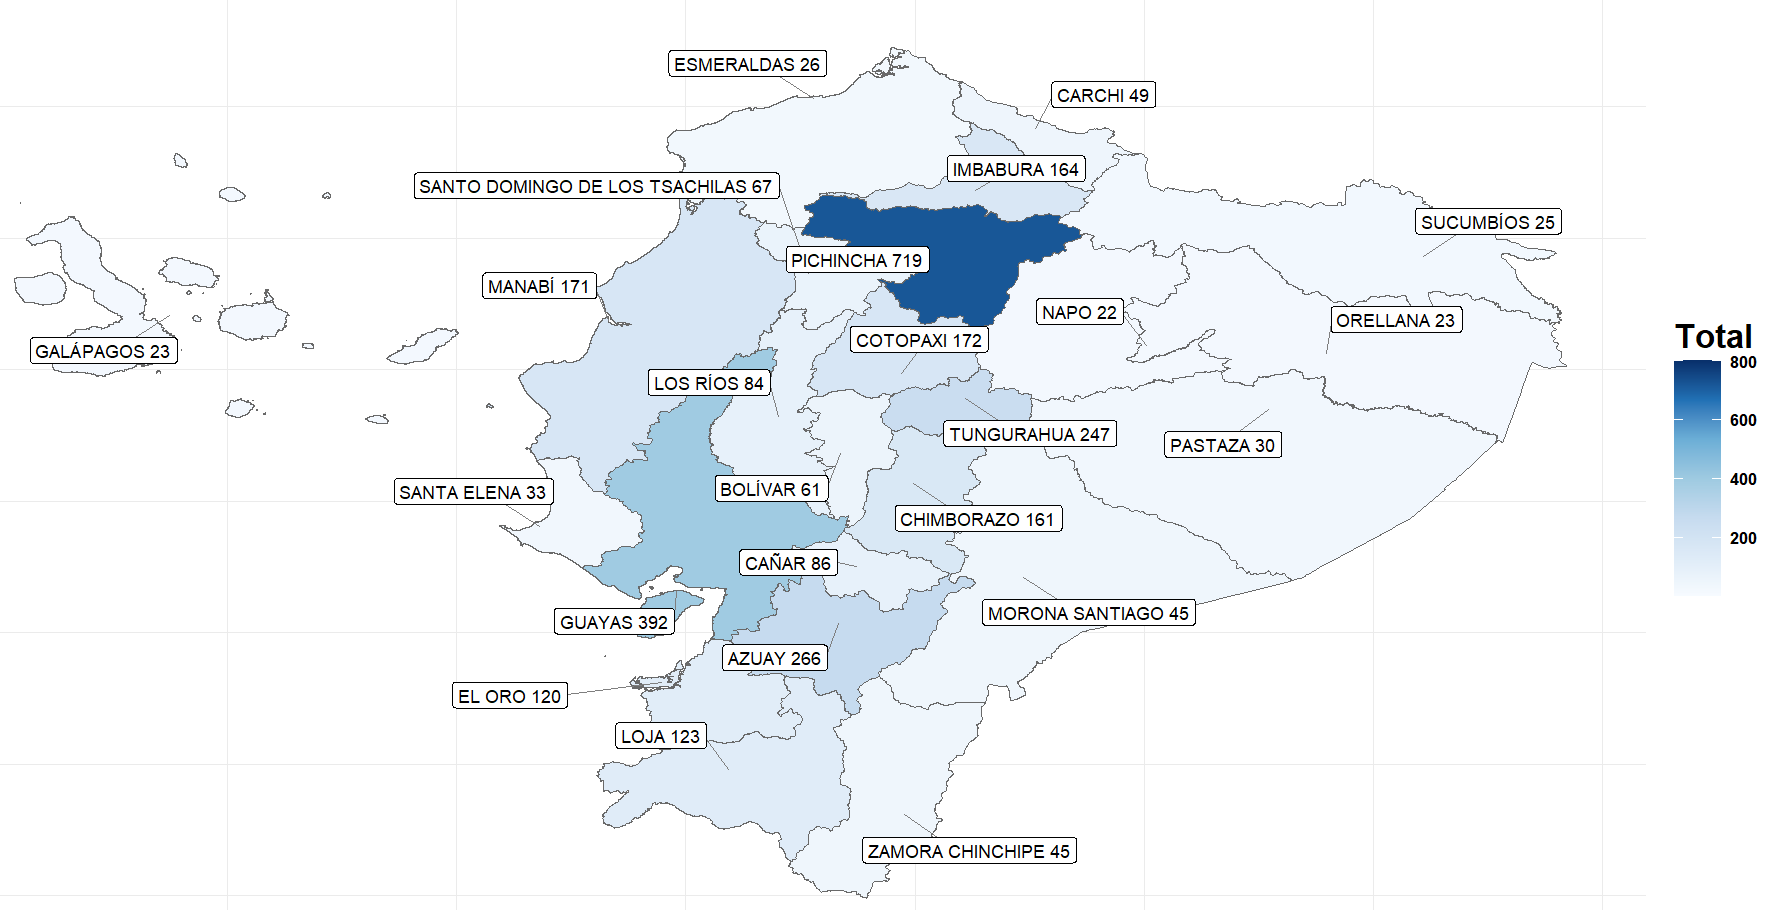 ESMERALDAS 26
CARCHI 49
IMBABURA 164
SANTO DOMINGO DE LOS TSACHILAS 67
SUCUMBÍOS 25
PICHINCHA 719
MANABÍ 171
NAPO 22
ORELLANA 23
COTOPAXI 172
GALÁPAGOS 23
LOS RÍOS 84
TUNGURAHUA 247
PASTAZA 30
BOLÍVAR 61
SANTA ELENA 33
CHIMBORAZO 161
CAÑAR 86
MORONA SANTIAGO 45
GUAYAS 392
AZUAY 266
EL ORO 120
LOJA 123
ZAMORA CHINCHIPE 45
Total
800
600
400
200